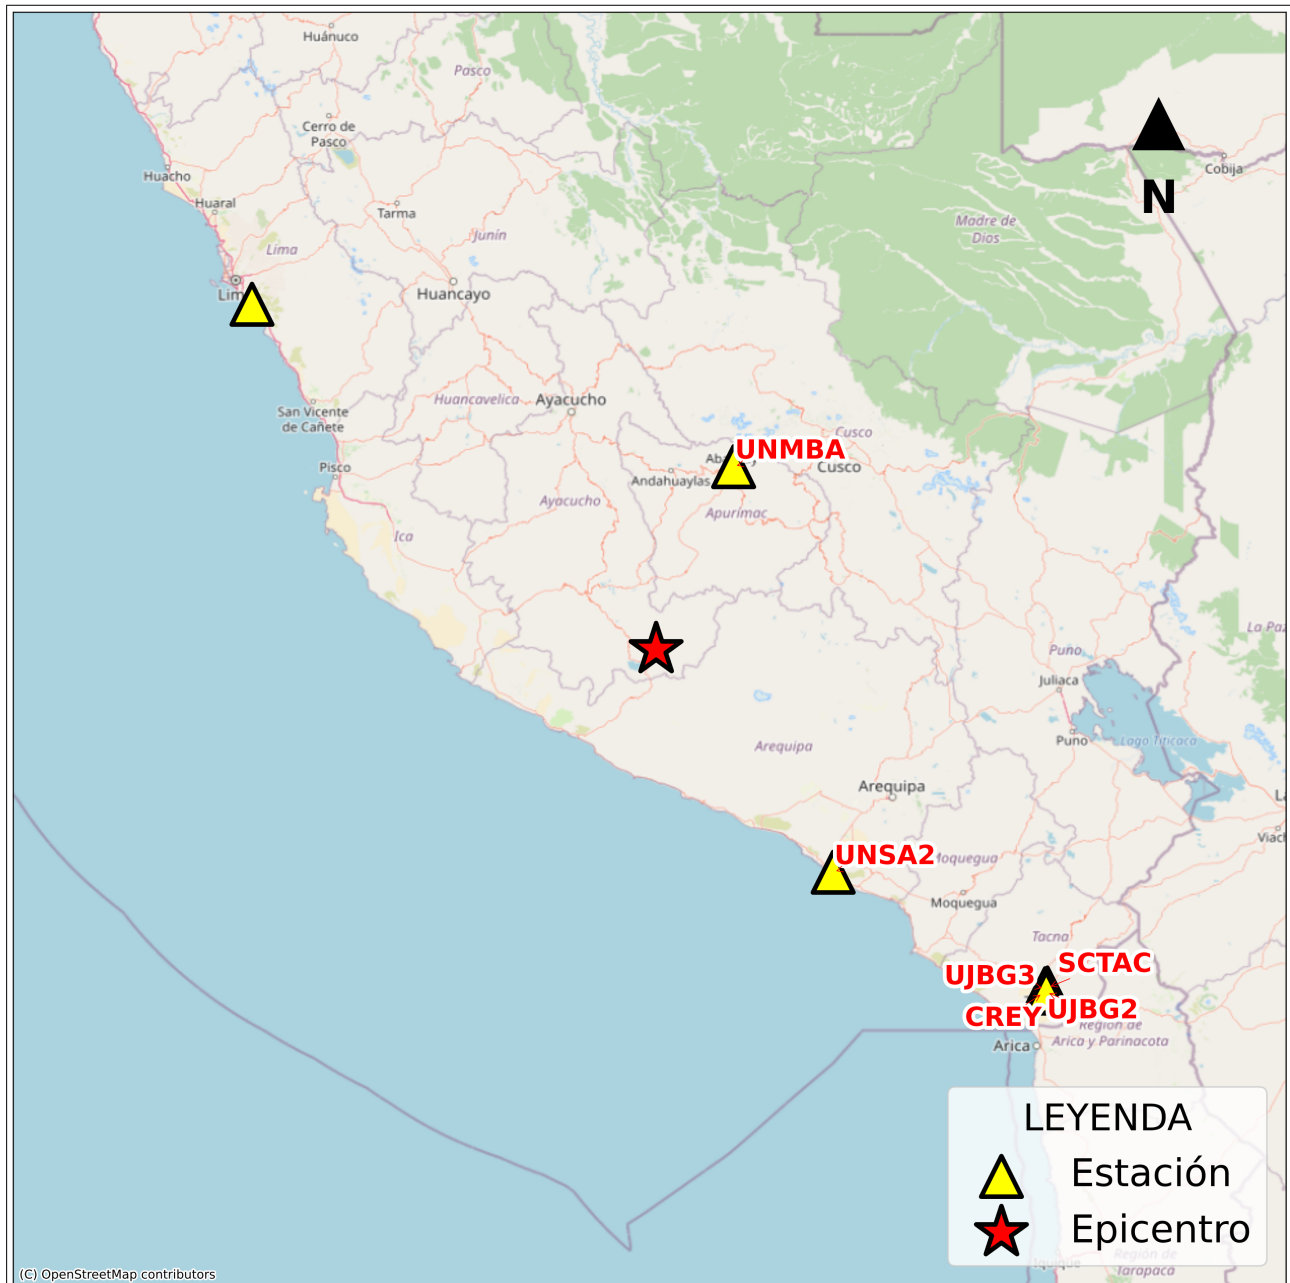 Huánuco
Pasco
Cerro de
Pasco
Huacho
Huaral
Tarma
Lima
Junín
Huancayo
Madre de
Dios
Cobija
N
San Vicente
de Cañete
Huancavelica
Ayacucho
Pisco
Ica
Ayacucho
Andahuaylas
UNMBA
Cusco
Cusco
Apurímac
La Paz
Puno
Juliaca
Puno
Lago Titicaca
Arequipa
Arequipa
UNSA2
Moquegua
Moquegua
Tacna
UJBG3
SCTAC
CREY
UJBG2
Región de
Arica y Parinacota
Arica
LEYENDA
Estación
Epicentro
Iquique
Región de
Tarapacá
(C) OpenStreetMap contributors